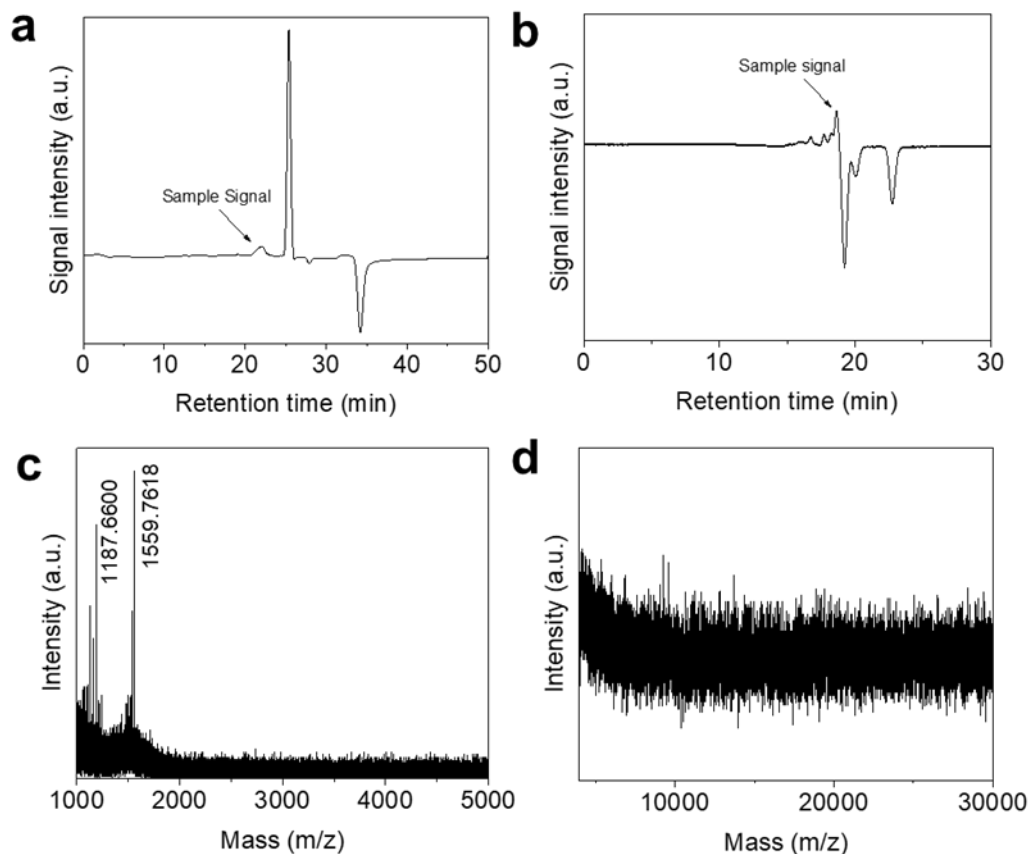 a
Signal intensity (a.u.)
Sample Signal
0 10 20 30 40 50
Retention time (min)
b
Signal intensity (a.u.)
Sample signal
0 10 20 30
Retention time (min)
c
Intensity (a.u.)
1187.6600
1559.7618
1000 2000 3000 4000 5000
Mass (m/z)
d
Intensity (a.u.)
10000 20000 30000
Mass (m/z)